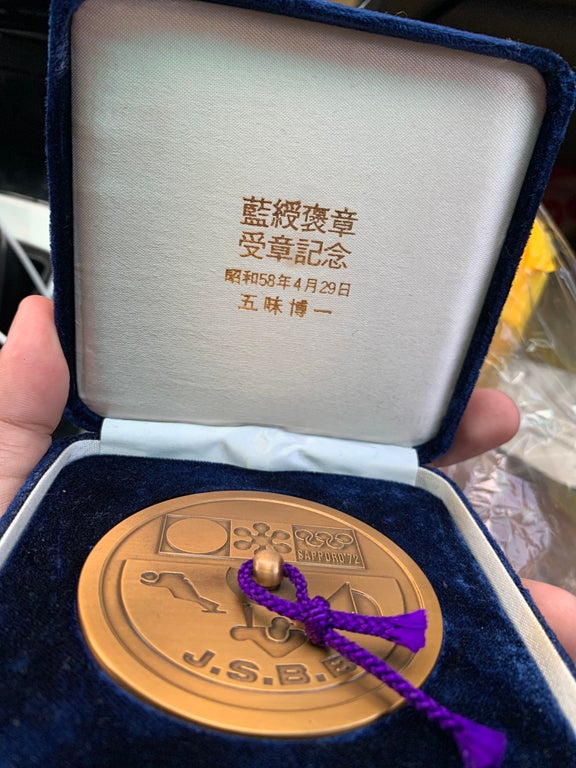 藍綬褒章
受章記念
昭和58年4月29日
五味博一
SAPPORO'72
J.S.B.B